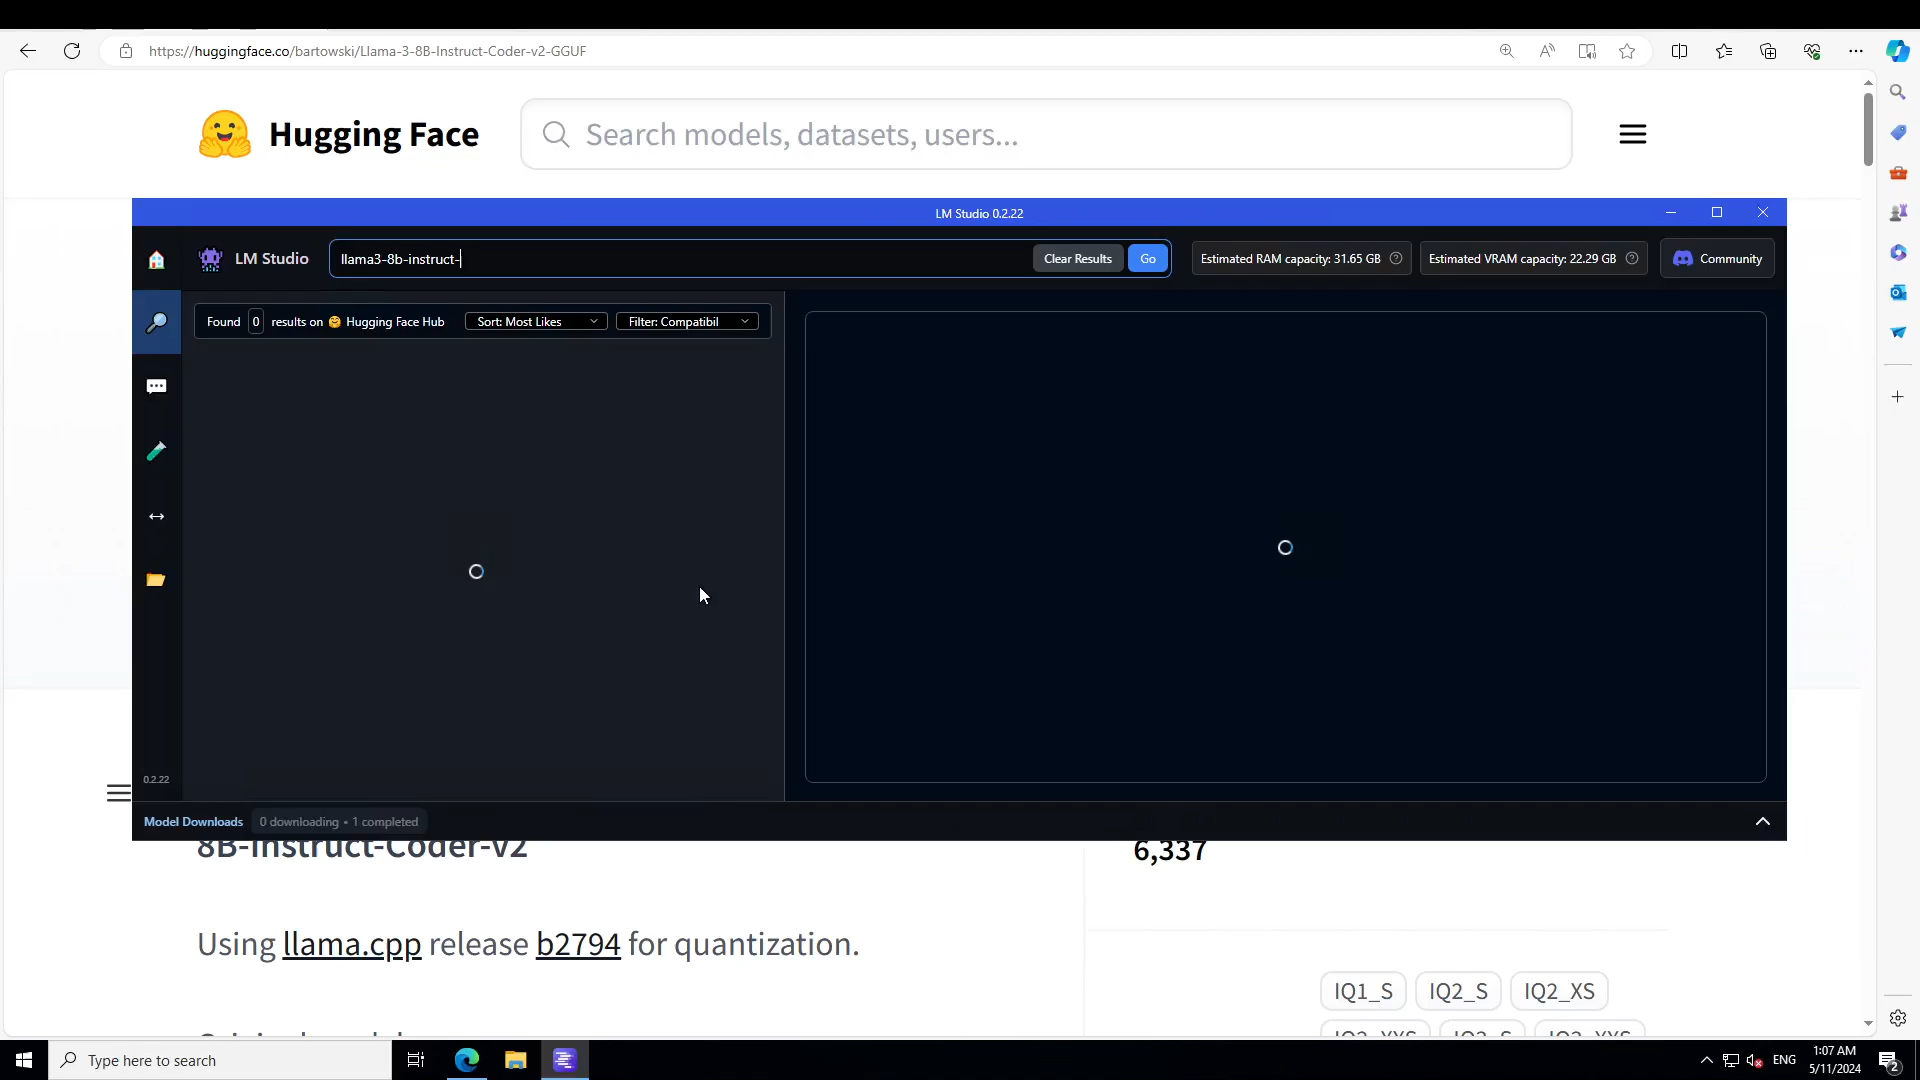 https://huggingface.co/bartowski/Llama-3-8B-Instruct-Coder-v2-GGUF
Hugging Face
Search models, datasets, users...
LM Studio 0.2.22
LM Studio
llama3-8b-instruct-
Clear Results
Go
Estimated RAM capacity: 31.65 GB
Estimated VRAM capacity: 22.29 GB
Community
Found 0 results on 🤗 Hugging Face Hub
Sort: Most Likes
Filter: Compatibil
0.2.22
Model Downloads
0 downloading • 1 completed
8B-Instruct-Coder-v2
6,337
Using llama.cpp release b2794 for quantization.
IQ1_S
IQ2_S
IQ2_XS
Type here to search
ENG
1:07 AM
5/11/2024
2